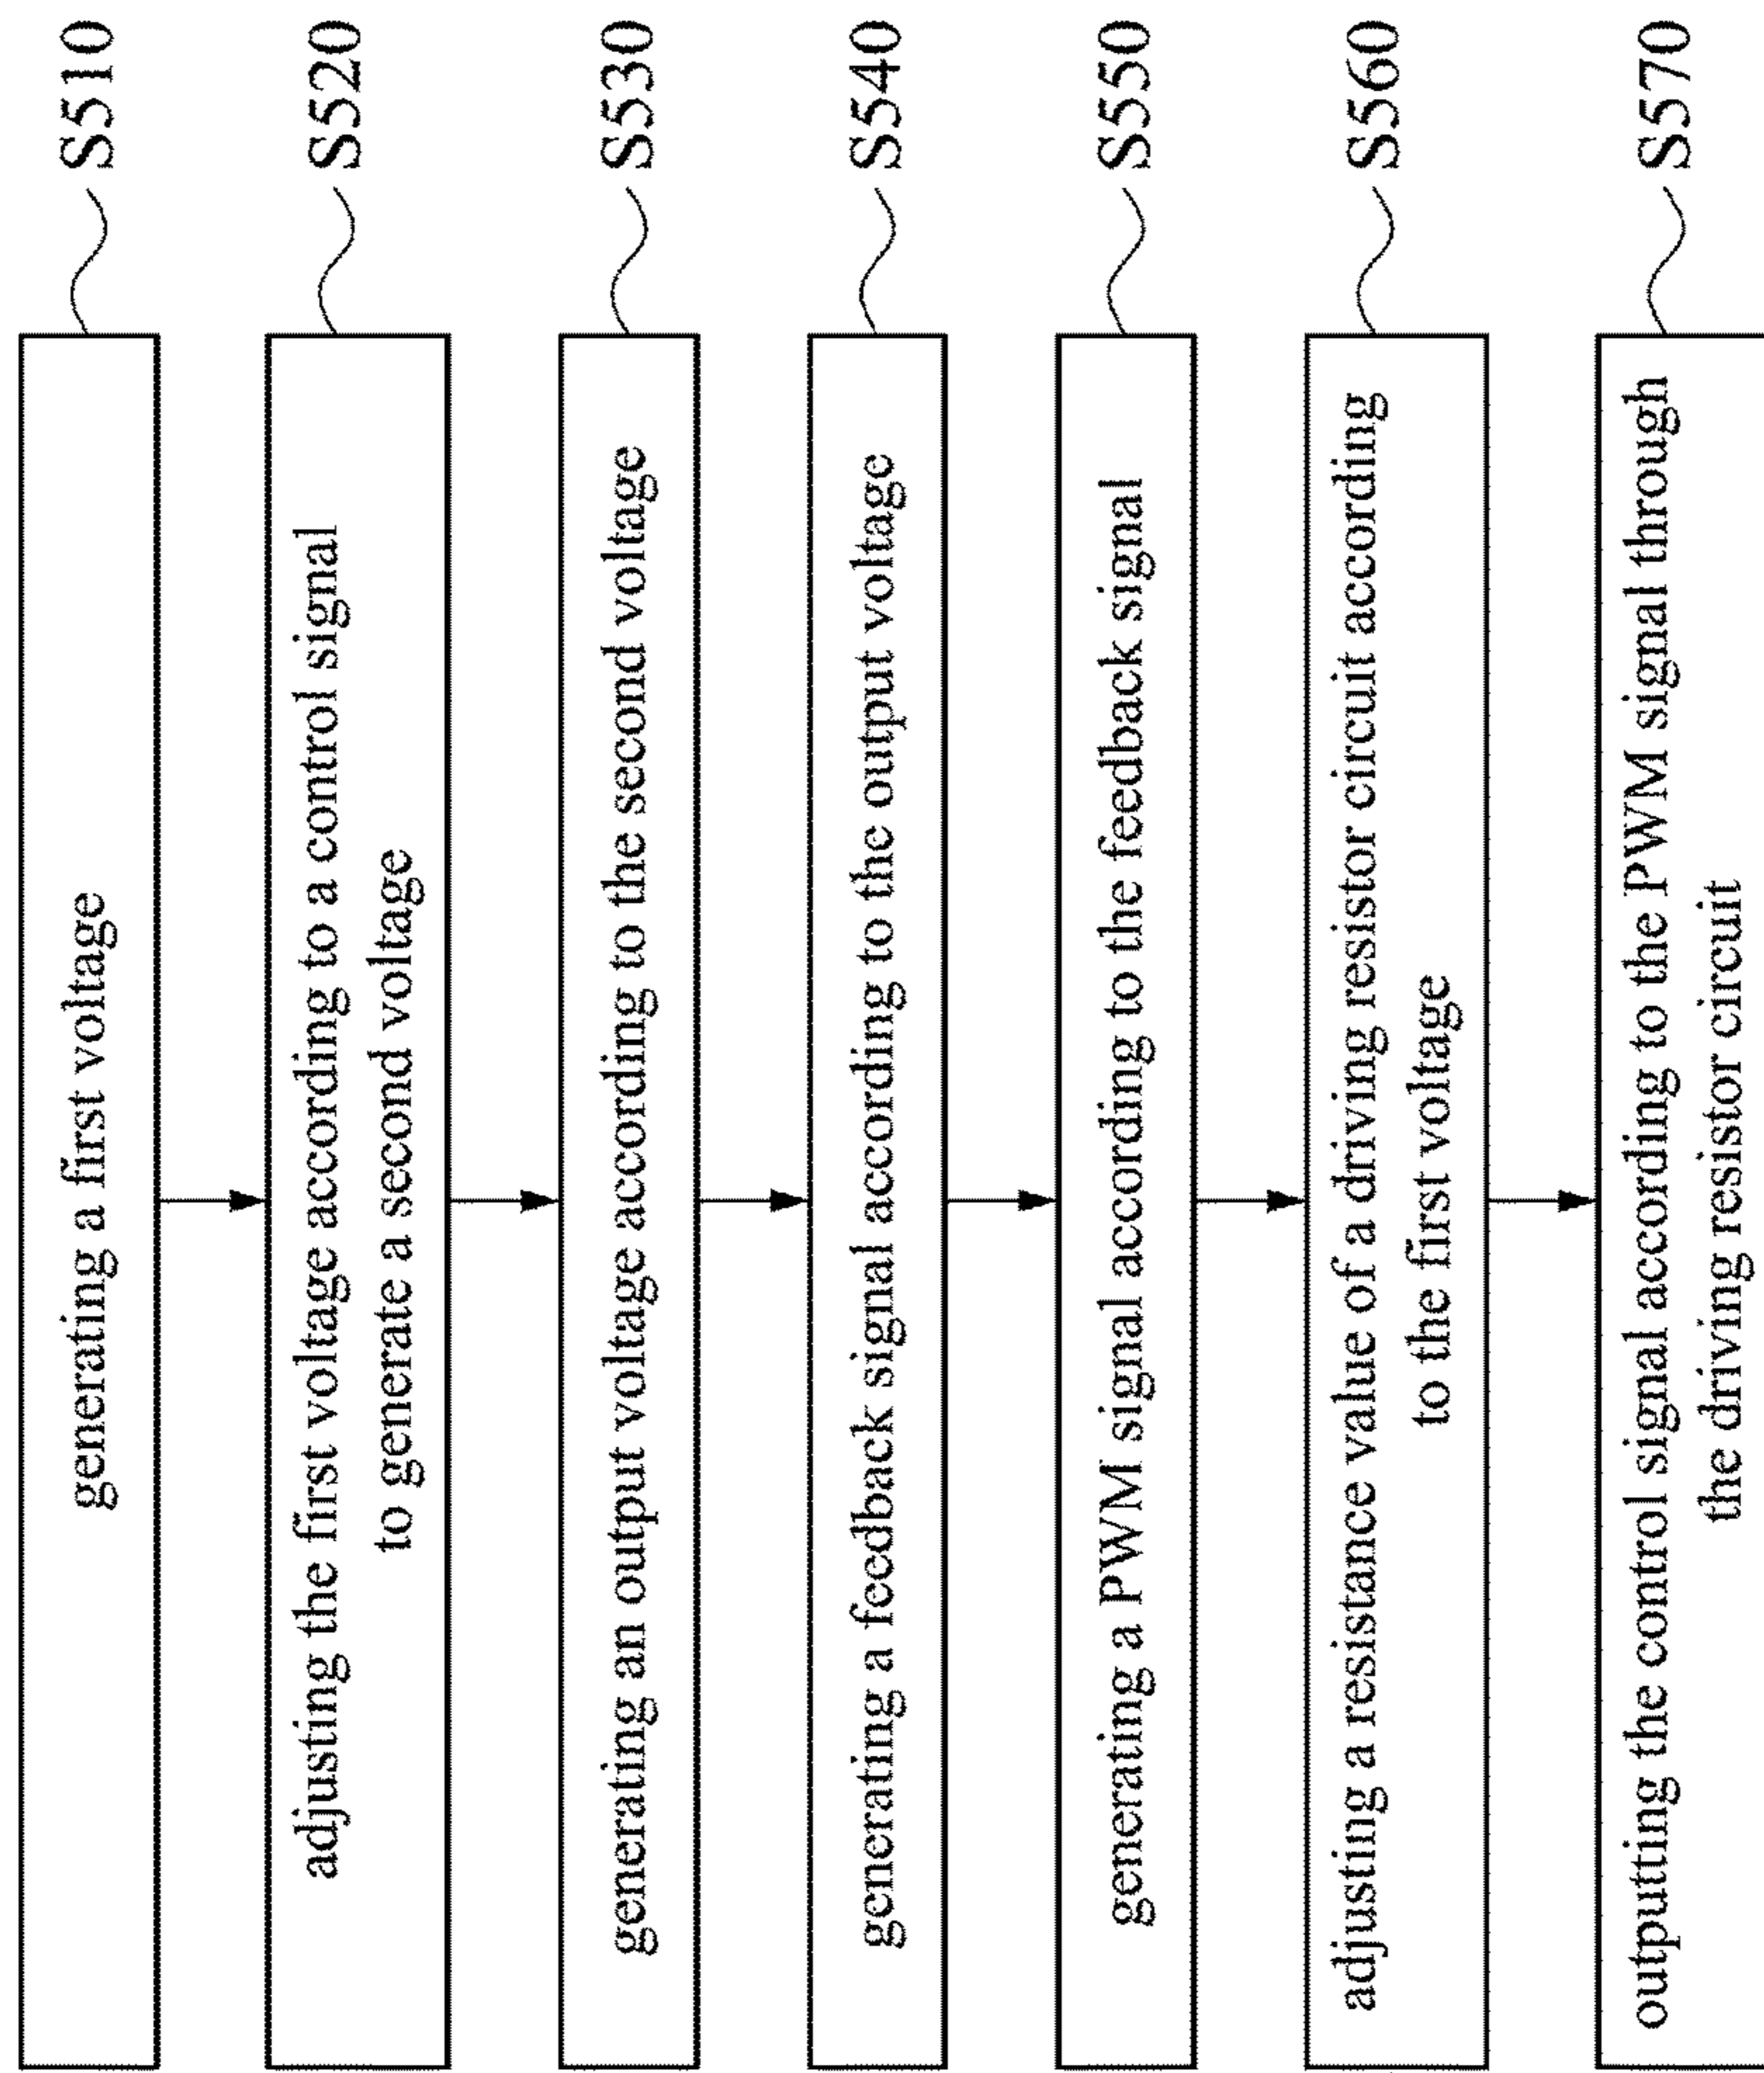 generating a first voltage
S510
adjusting the first voltage according to a control signal
to generate a second voltage
S520
generating an output voltage according to the second voltage
S530
generating a feedback signal according to the output voltage
S540
generating a PWM signal according to the feedback signal
S550
adjusting a resistance value of a driving resistor circuit according
to the first voltage
S560
outputting the control signal according to the PWM signal through
the driving resistor circuit
S570